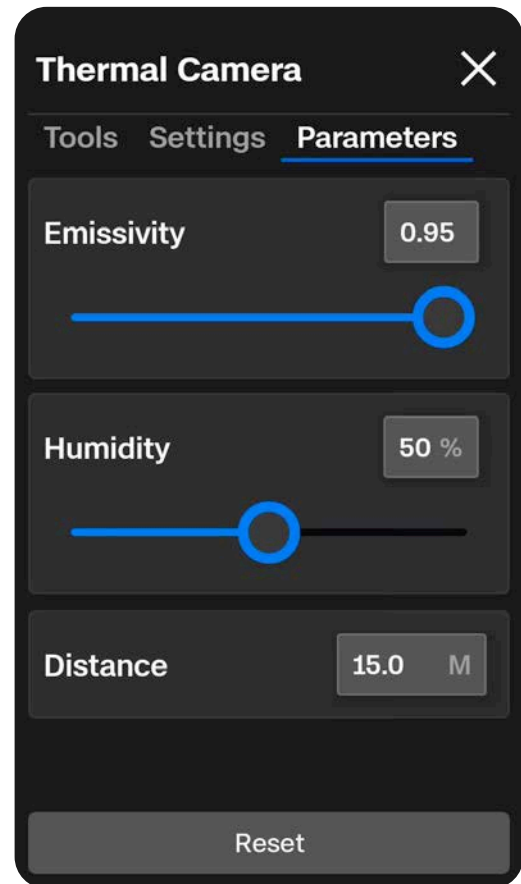 Thermal Camera
Tools Settings Parameters
Emissivity 0.95
Humidity 50 %
Distance 15.0 M
Reset